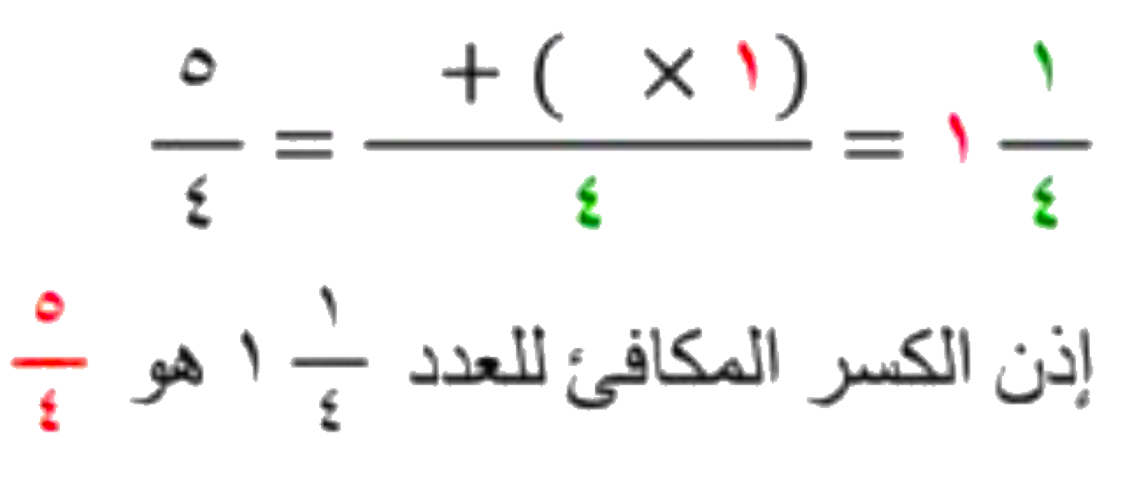 ١ ١/٤ = (١ × ) + / ٤ = ٥/٤
إذن الكسر المكافئ للعدد ١ ١/٤ هو ٥/٤